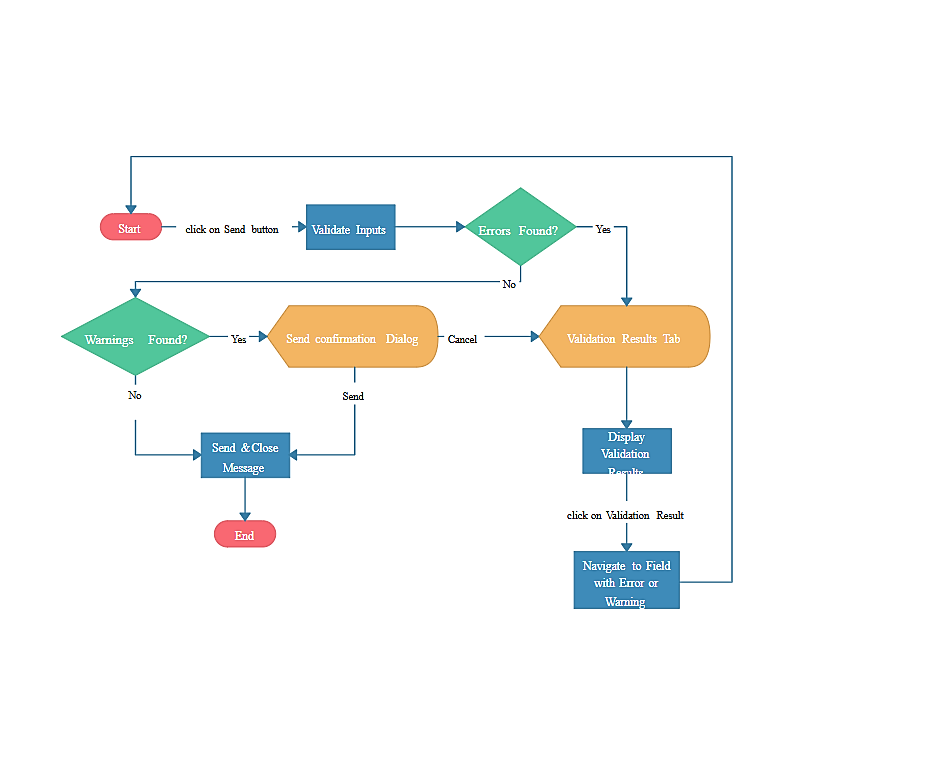 Start
click on Send button
Validate Inputs
Errors Found?
Yes
No
Warnings Found?
Yes
Send confirmation Dialog
Cancel
Validation Results Tab
No
Send
Send & Close
Message
Display
Validation
Results
End
click on Validation Result
Navigate to Field
with Error or
Warning